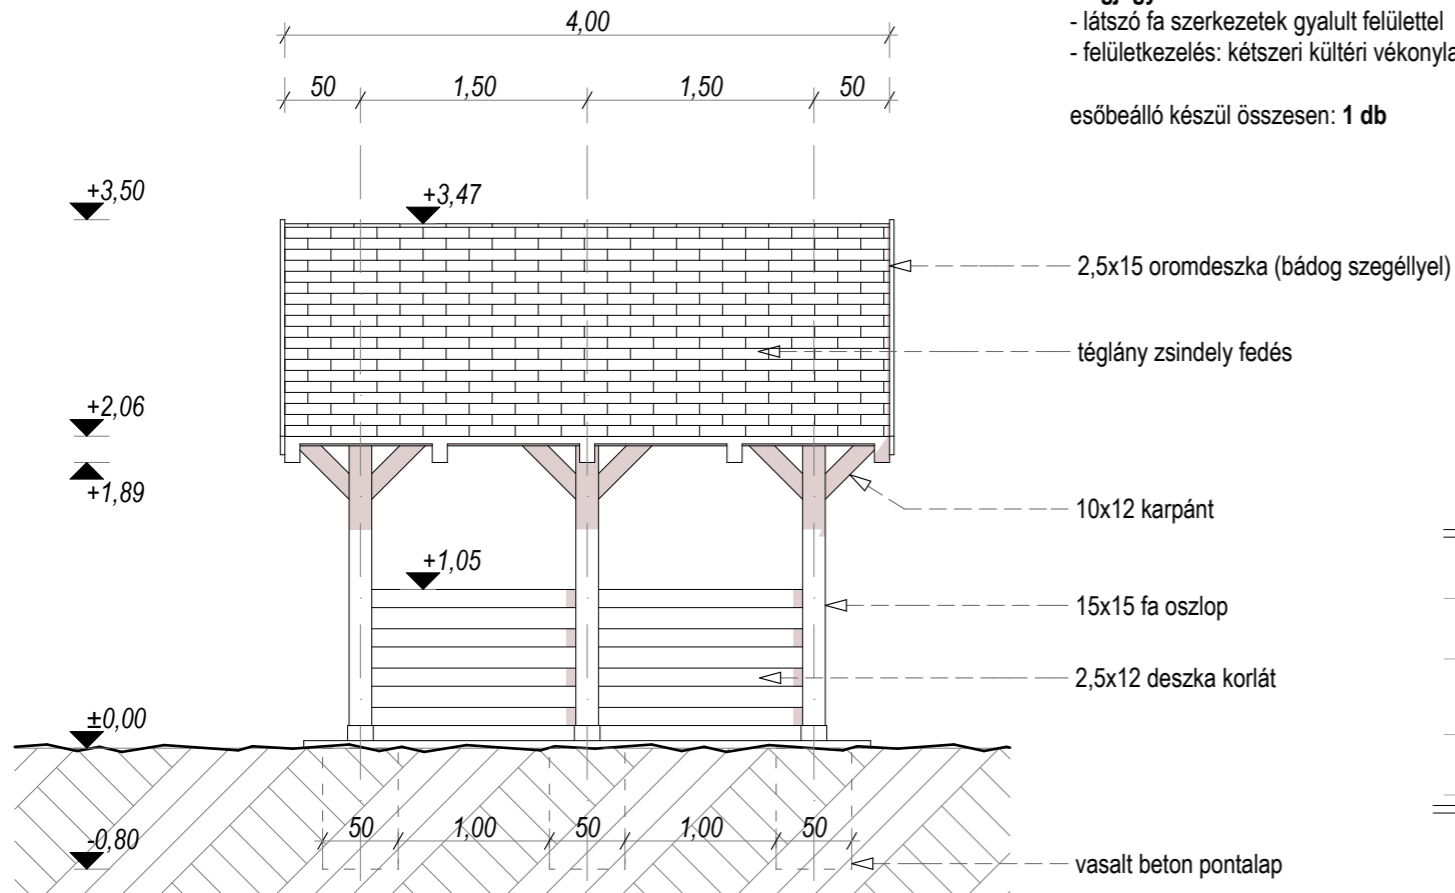 - látszó fa szerkezetek gyalult felülettel
- felületkezelés: kétszeri kültéri
esőbeálló készül összesen: 1 db
4,00
50 1,50 1,50 50
+3,50
+3,47
2,5x15 oromdeszka (bádog szegéllyel)
téglány zsindely fedés
+2,06
+1,89
10x12 karpánt
+1,05
15x15 fa oszlop
2,5x12 deszka korlát
±0,00
50 1,00 50 1,00 50
-0,80
vasalt beton pontalap